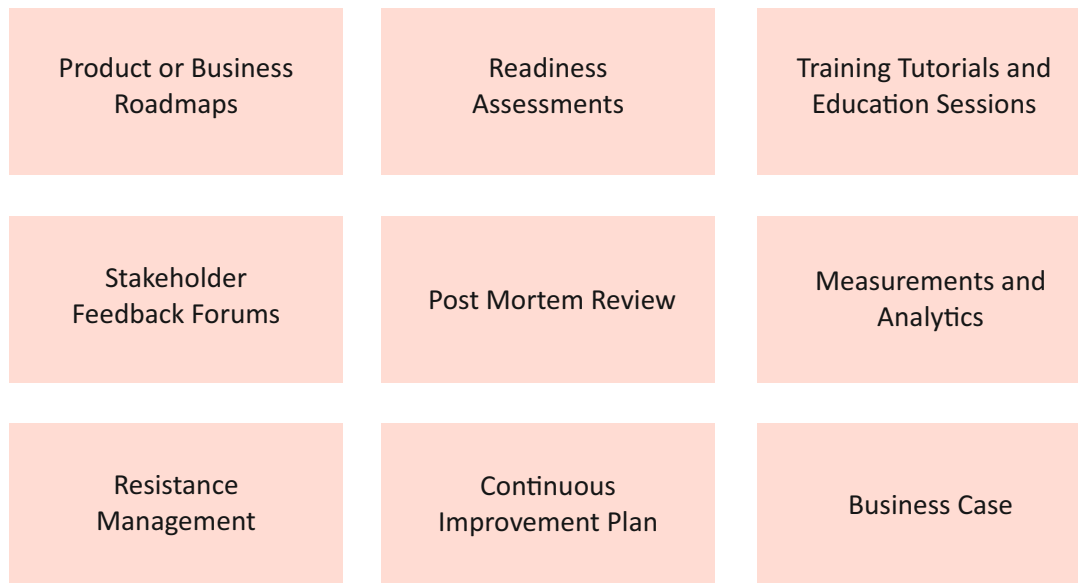 Product or Business
Roadmaps
Readiness
Assessments
Training Tutorials and
Education Sessions
Stakeholder
Feedback Forums
Post Mortem Review
Measurements and
Analytics
Resistance
Management
Continuous
Improvement Plan
Business Case